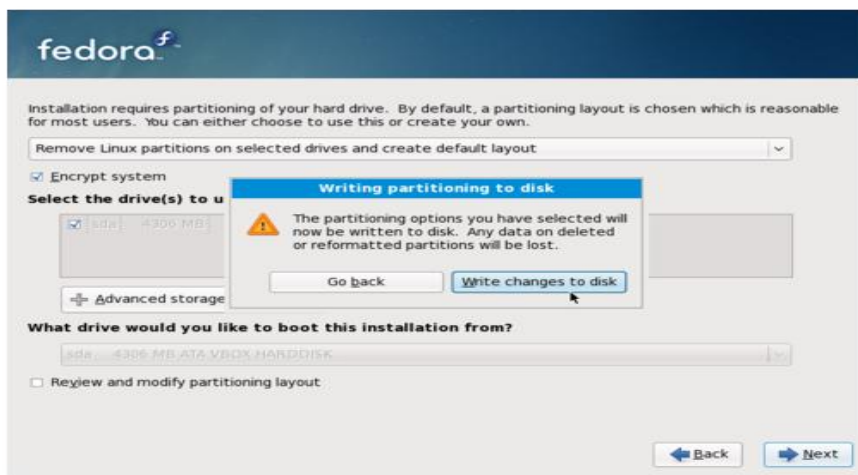 fedora
Installation requires partitioning of your hard drive. By default, a partitioning layout is chosen which is reasonable
for most users. You can either choose to use this or create your own.
Remove Linux partitions on selected drives and create default layout
Encrypt system
Select the drive(s) to u
sda 4306 MB
Writing partitioning to disk
The partitioning options you have selected will
now be written to disk. Any data on deleted
or reformatted partitions will be lost.
Go back
Write changes to disk
Advanced storage
What drive would you like to boot this installation from?
sda 4306 MB ATA VBOX HARDDISK
Review and modify partitioning layout
Back
Next